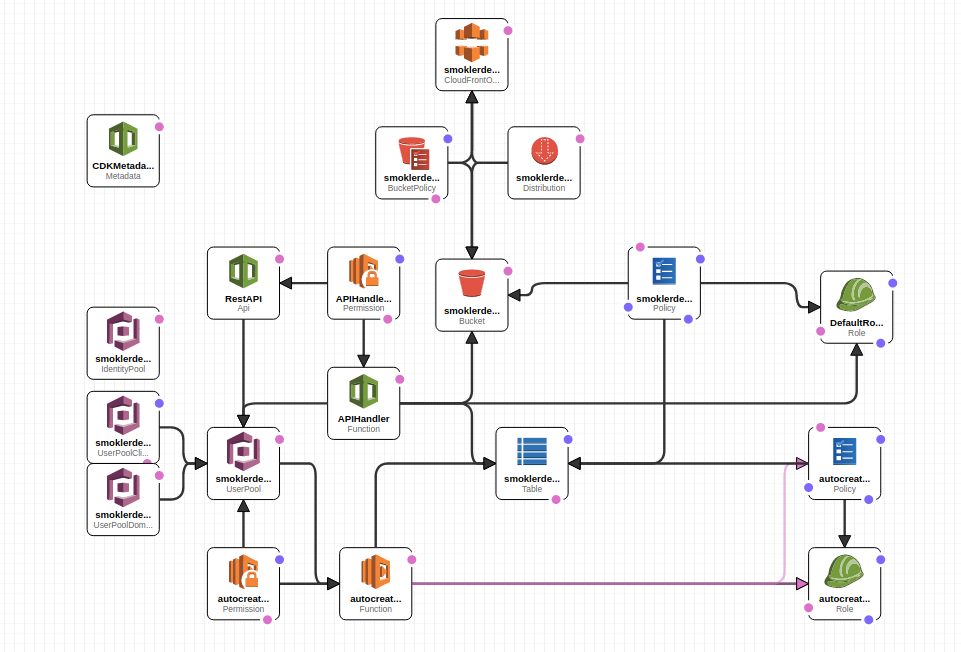 smoklerde...
CloudFrontO...
CDKMetada...
Metadata
smoklerde...
BucketPolicy
smoklerde...
Distribution
RestAPI
Api
APIHandle...
Permission
smoklerde...
Bucket
smoklerde...
Policy
DefaultRo...
Role
smoklerde...
IdentityPool
APIHandler
Function
smoklerde...
UserPoolCli...
smoklerde...
UserPool
smoklerde...
Table
autocreat...
Policy
smoklerde...
UserPoolDom...
autocreat...
Permission
autocreat...
Function
autocreat...
Role